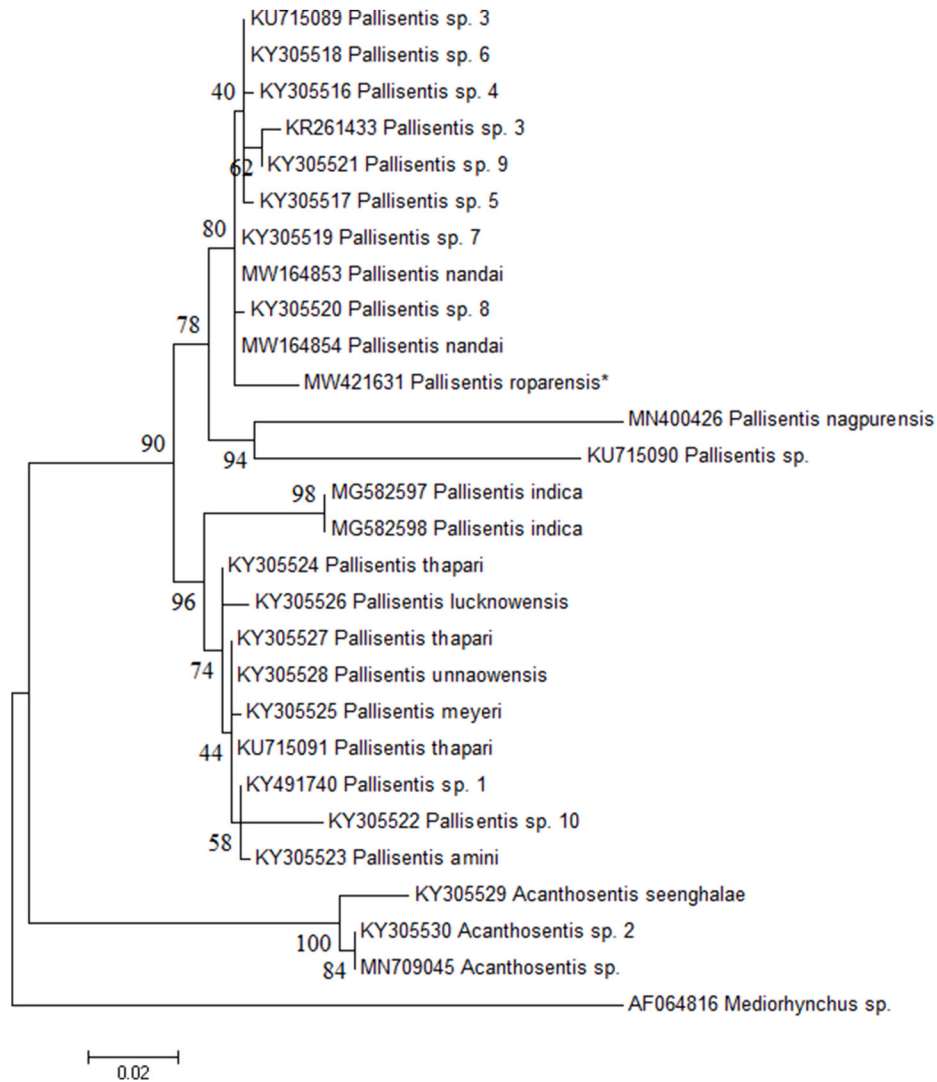 KU715089 Pallisentis sp. 3
KY305518 Pallisentis sp. 6
40
KY305516 Pallisentis sp. 4
KR261433 Pallisentis sp. 3
62
KY305521 Pallisentis sp. 9
KY305517 Pallisentis sp. 5
80
KY305519 Pallisentis sp. 7
MW164853 Pallisentis nandai
KY305520 Pallisentis sp. 8
78
MW164854 Pallisentis nandai
MW421631 Pallisentis roparensis*
MN400426 Pallisentis nagpurensis
90
94
KU715090 Pallisentis sp.
98
MG582597 Pallisentis indica
MG582598 Pallisentis indica
KY305524 Pallisentis thapari
96
KY305526 Pallisentis lucknowensis
KY305527 Pallisentis thapari
74
KY305528 Pallisentis unnaowensis
KY305525 Pallisentis meyeri
44
KU715091 Pallisentis thapari
KY491740 Pallisentis sp. 1
KY305522 Pallisentis sp. 10
58
KY305523 Pallisentis amini
KY305529 Acanthosentis seenghalae
KY305530 Acanthosentis sp. 2
100
84
MN709045 Acanthosentis sp.
AF064816 Mediorhynchus sp.
0.02